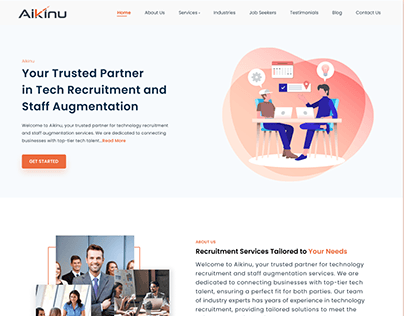 Aikinu
Home About Us Services Industries Job Seekers Testimonials Blog Contact Us
Aikinu
Your Trusted Partner
in Tech Recruitment and
Staff Augmentation
Welcome to Aikinu, your trusted partner for technology recruitment
and staff augmentation services. We are dedicated to connecting
businesses with top-tier tech talent...Read More
GET STARTED
ABOUT US
Recruitment Services Tailored to Your Needs
Welcome to Aikinu, your trusted partner for technology
recruitment and staff augmentation services. We are
dedicated to connecting businesses with top-tier tech
talent, ensuring a perfect fit for both parties. Our team
of industry experts has years of experience in technology
recruitment, providing tailored solutions to meet the